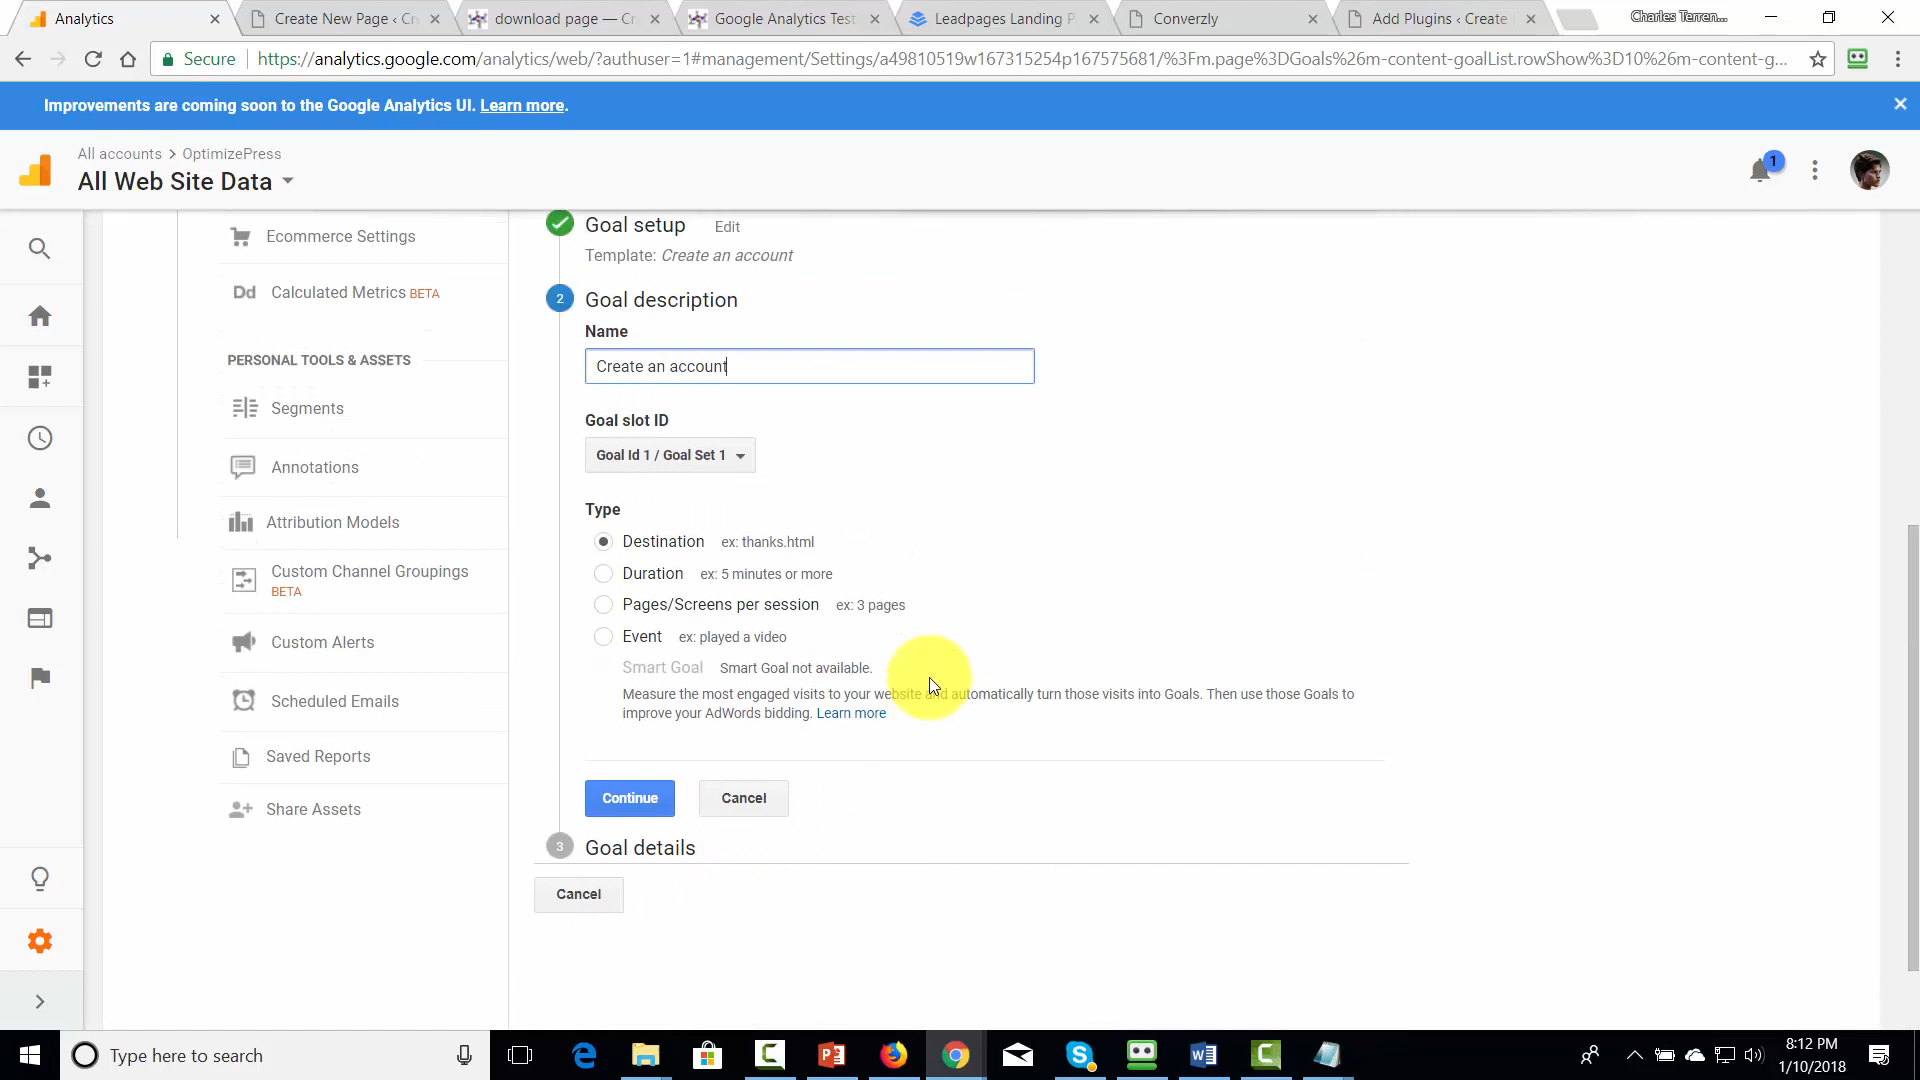 Analytics
Create New Page ‹ Cr
download page — Cr
Google Analytics Test
Leadpages Landing P
Converzly
Add Plugins ‹ Create
Charles Terren...
Secure
https://analytics.google.com/analytics/web/?authuser=1#management/Settings/a49810519w167315254p167575681/%3Fm.page%3DGoals%26m-content-goalList.rowShow%3D10%26m-content-g...
Improvements are coming soon to the Google Analytics UI. Learn more.
All accounts > OptimizePress
All Web Site Data
1
Ecommerce Settings
Dd Calculated Metrics BETA
PERSONAL TOOLS & ASSETS
Segments
Annotations
Attribution Models
Custom Channel Groupings
BETA
Custom Alerts
Scheduled Emails
Saved Reports
Share Assets
Goal setup Edit
Template: Create an account
2 Goal description
Name
Create an account
Goal slot ID
Goal Id 1 / Goal Set 1
Type
Destination ex: thanks.html
Duration ex: 5 minutes or more
Pages/Screens per session ex: 3 pages
Event ex: played a video
Smart Goal Smart Goal not available.
Measure the most engaged visits to your website and automatically turn those visits into Goals. Then use those Goals to
improve your AdWords bidding. Learn more
Continue Cancel
3 Goal details
Cancel
Type here to search
8:12 PM
1/10/2018